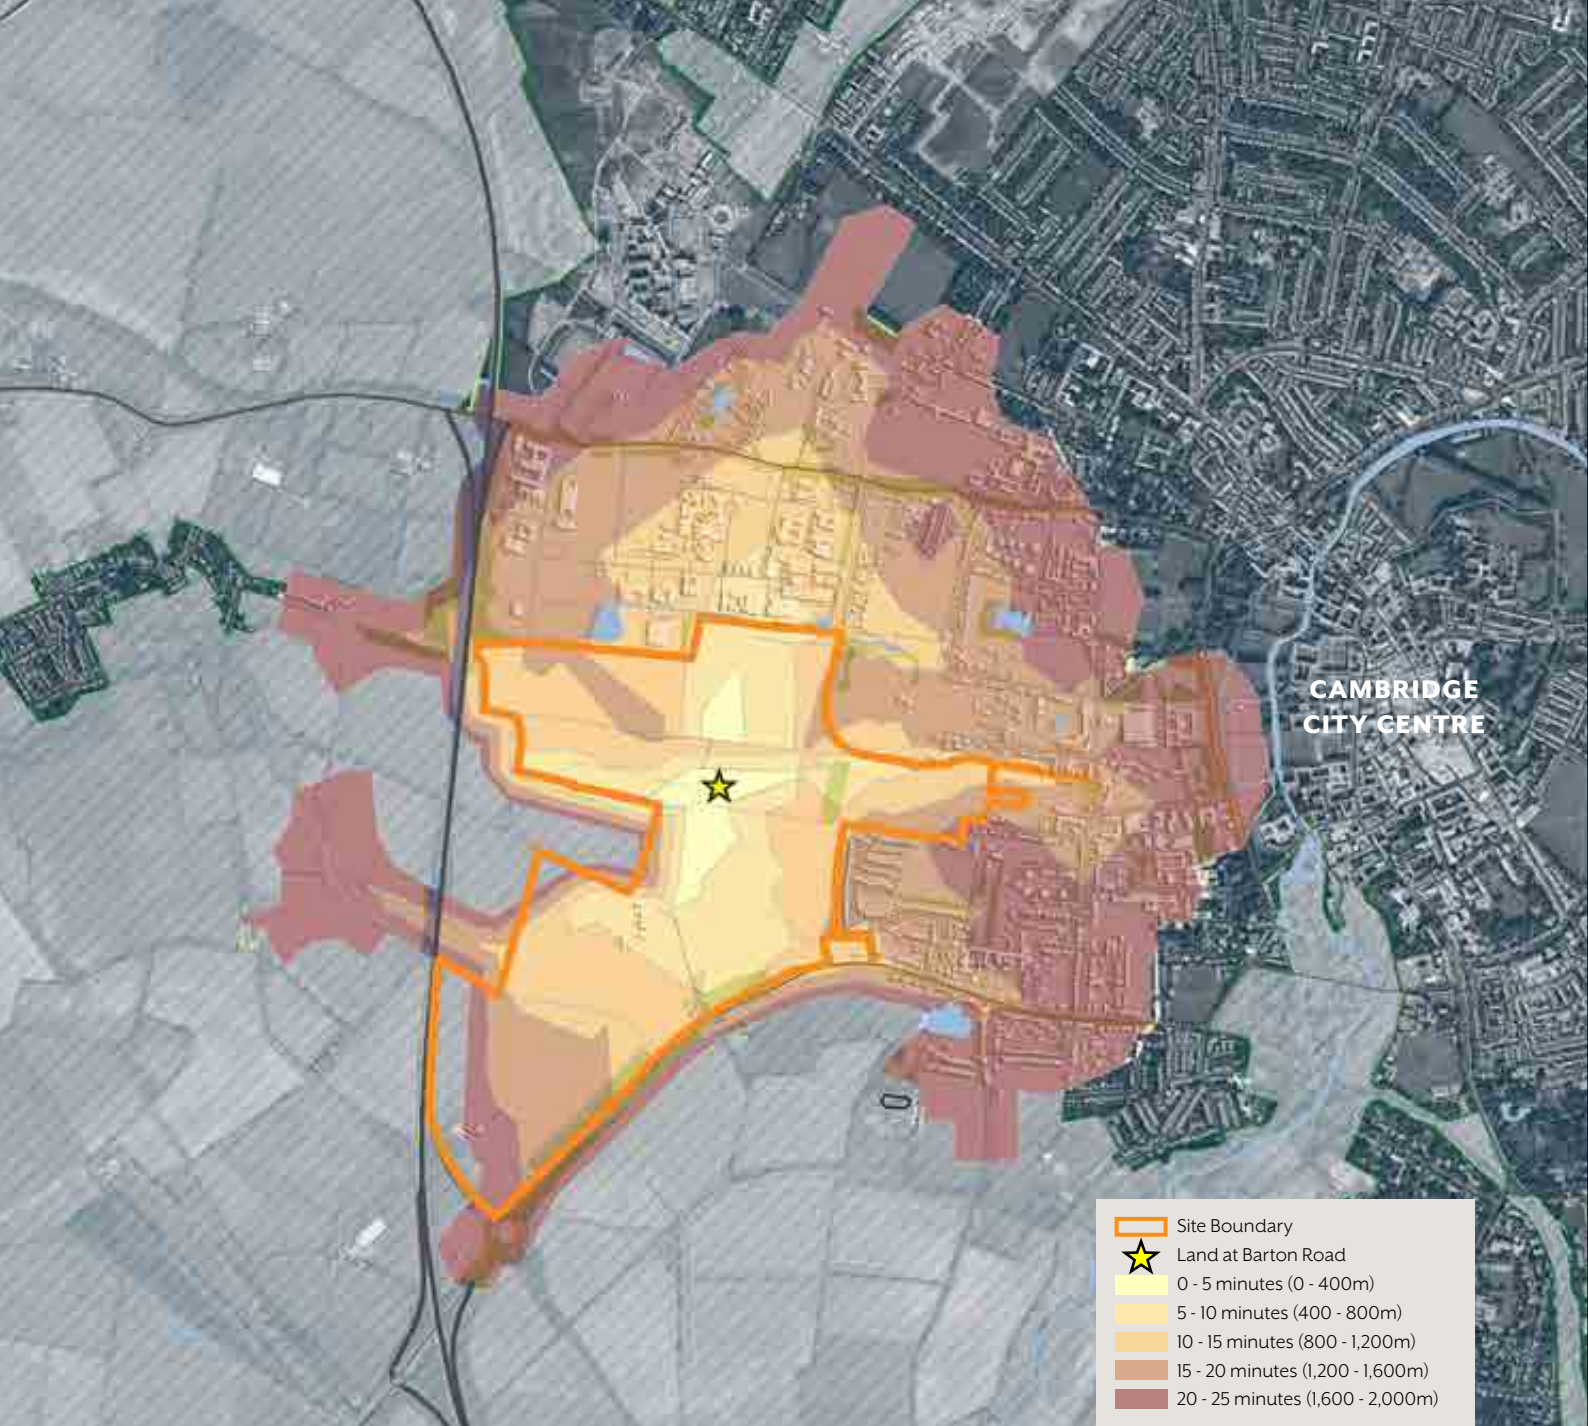 CAMBRIDGE
CITY CENTRE
Site Boundary
Land at Barton Road
0 - 5 minutes (0 - 400m)
5 - 10 minutes (400 - 800m)
10 - 15 minutes (800 - 1,200m)
15 - 20 minutes (1,200 - 1,600m)
20 - 25 minutes (1,600 - 2,000m)